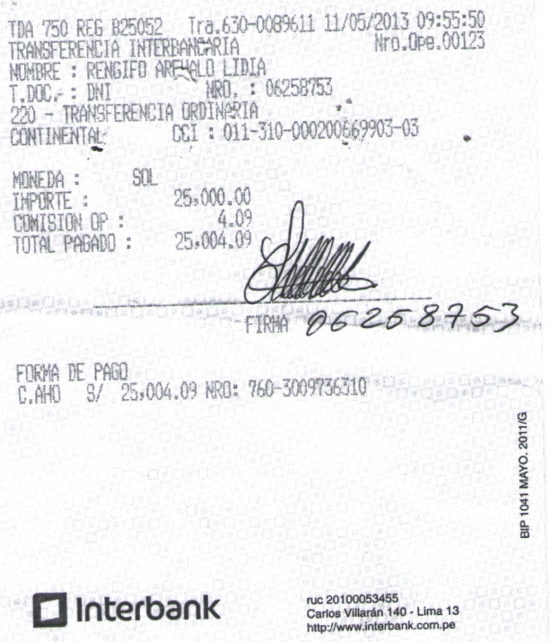 TDA 750 REG B25052 Tra.630-0089611 11/05/2013 09:55:50
TRANSFERENCIA INTERBANCARIA Nro.Ope.00123
NOMBRE : RENGIFO AREVALO LIDIA
T.DOC. : DNI NRO. : 06258753
220 - TRANSFERENCIA ORDINARIA
CONTINENTAL CCI : 011-310-000200669903-03
MONEDA : SOL
IMPORTE : 25,000.00
COMISION OP : 4.09
TOTAL PAGADO : 25,004.09
FIRMA 06258753
FORMA DE PAGO
C.AHO S/ 25,004.09 NRO: 760-3009736310
BIP 1041 MAYO. 2011/G
Interbank
ruc 20100053455
Carlos Villarán 140 - Lima 13
http://www.interbank.com.pe